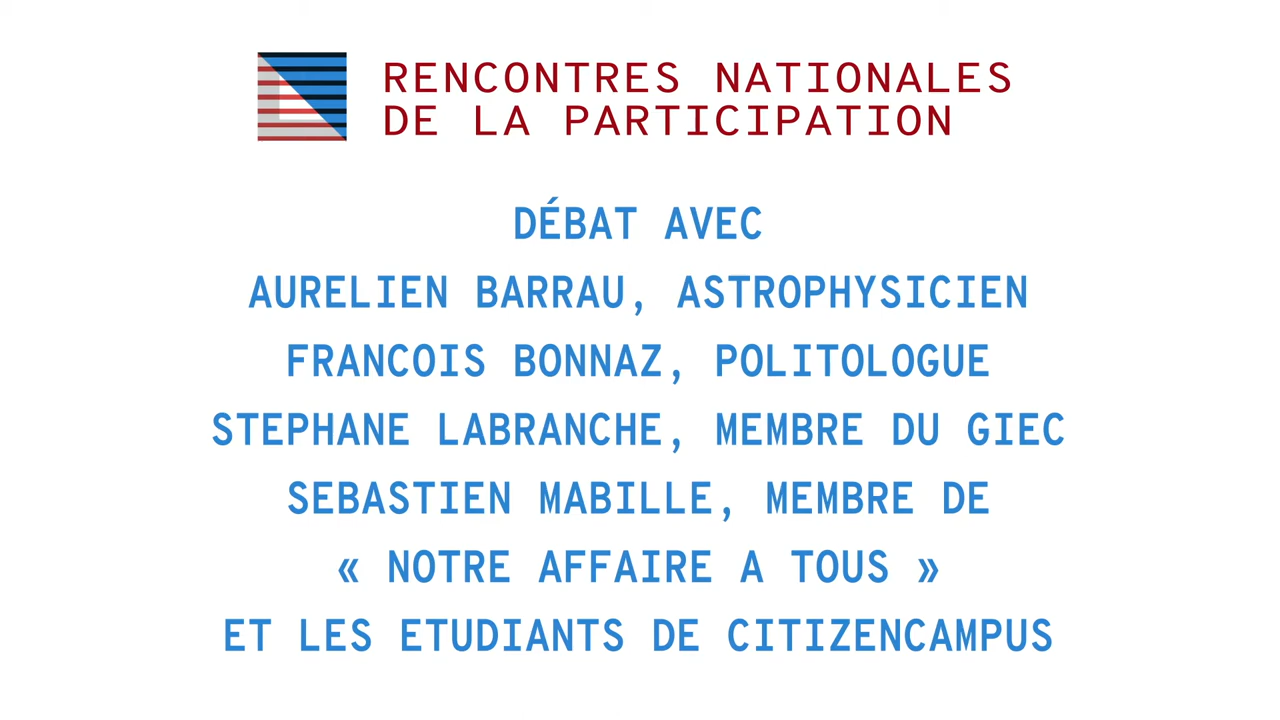 RENCONTRES NATIONALES
DE LA PARTICIPATION
DÉBAT AVEC
AURELIEN BARRAU, ASTROPHYSICIEN
FRANCOIS BONNAZ, POLITOLOGUE
STEPHANE LABRANCHE, MEMBRE DU GIEC
SEBASTIEN MABILLE, MEMBRE DE
« NOTRE AFFAIRE A TOUS »
ET LES ETUDIANTS DE CITIZENCAMPUS